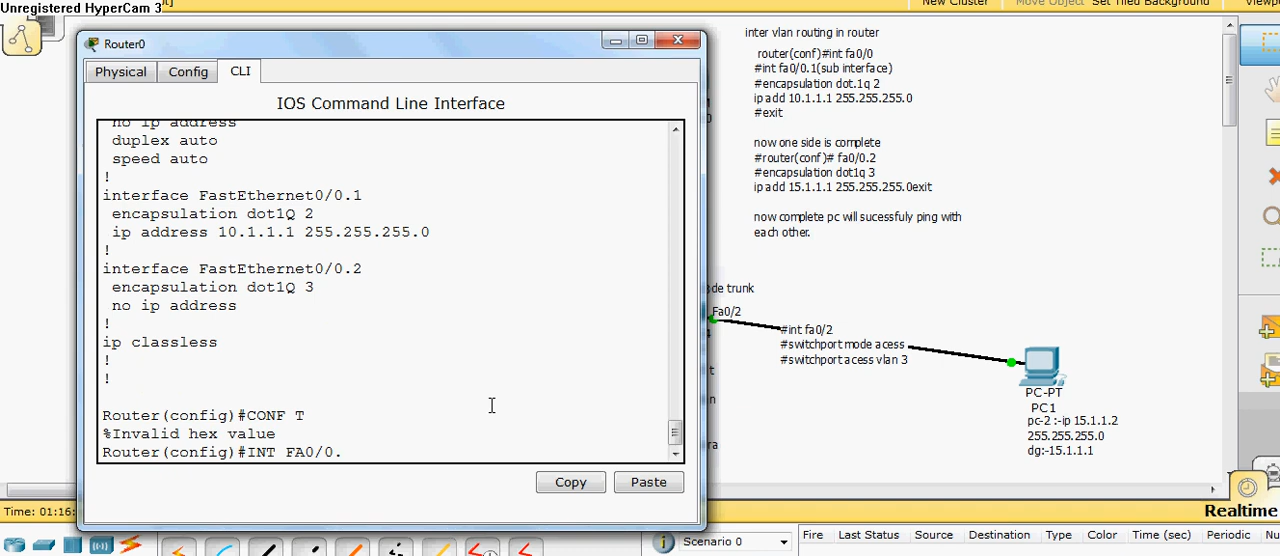 Unregistered HyperCam 3
New Cluster
Move Object
Set Tiled Background
Router0
Physical
Config
CLI
IOS Command Line Interface
no ip address
duplex auto
speed auto
!
interface FastEthernet0/0.1
encapsulation dot1Q 2
ip address 10.1.1.1 255.255.255.0
!
interface FastEthernet0/0.2
encapsulation dot1Q 3
no ip address
!
ip classless
!
!
Router(config)#CONF T
%Invalid hex value
Router(config)#INT FA0/0.
Copy
Paste
inter vlan routing in router
router(conf)#int fa0/0
#int fa0/0.1(sub interface)
#encapsulation dot.1q 2
ip add 10.1.1.1 255.255.255.0
#exit
now one side is complete
#router(conf)# fa0/0.2
#encapsulation dot1q 3
ip add 15.1.1.1 255.255.255.0exit
now complete pc will sucessfuly ping with
each other.
de trunk
Fa0/2
#int fa0/2
#switchport mode acess
#switchport acess vlan 3
PC-PT
PC1
pc-2 :-ip 15.1.1.2
255.255.255.0
dg:-15.1.1.1
Time: 01:16
Realtime
Scenario 0
Fire
Last Status
Source
Destination
Type
Color
Time (sec)
Periodic